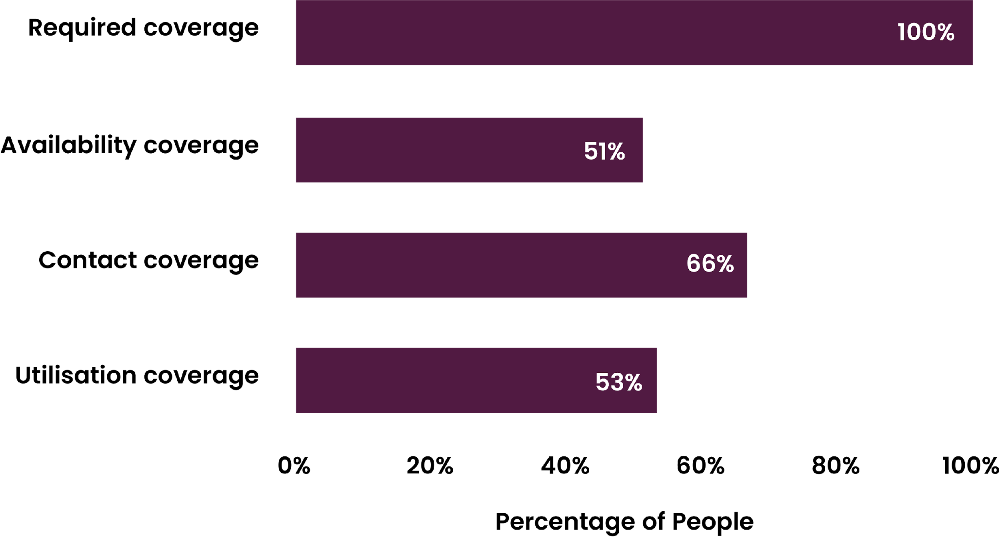 Required coverage 100%
Availability coverage 51%
Contact coverage 66%
Utilisation coverage 53%
0% 20% 40% 60% 80% 100%
Percentage of People